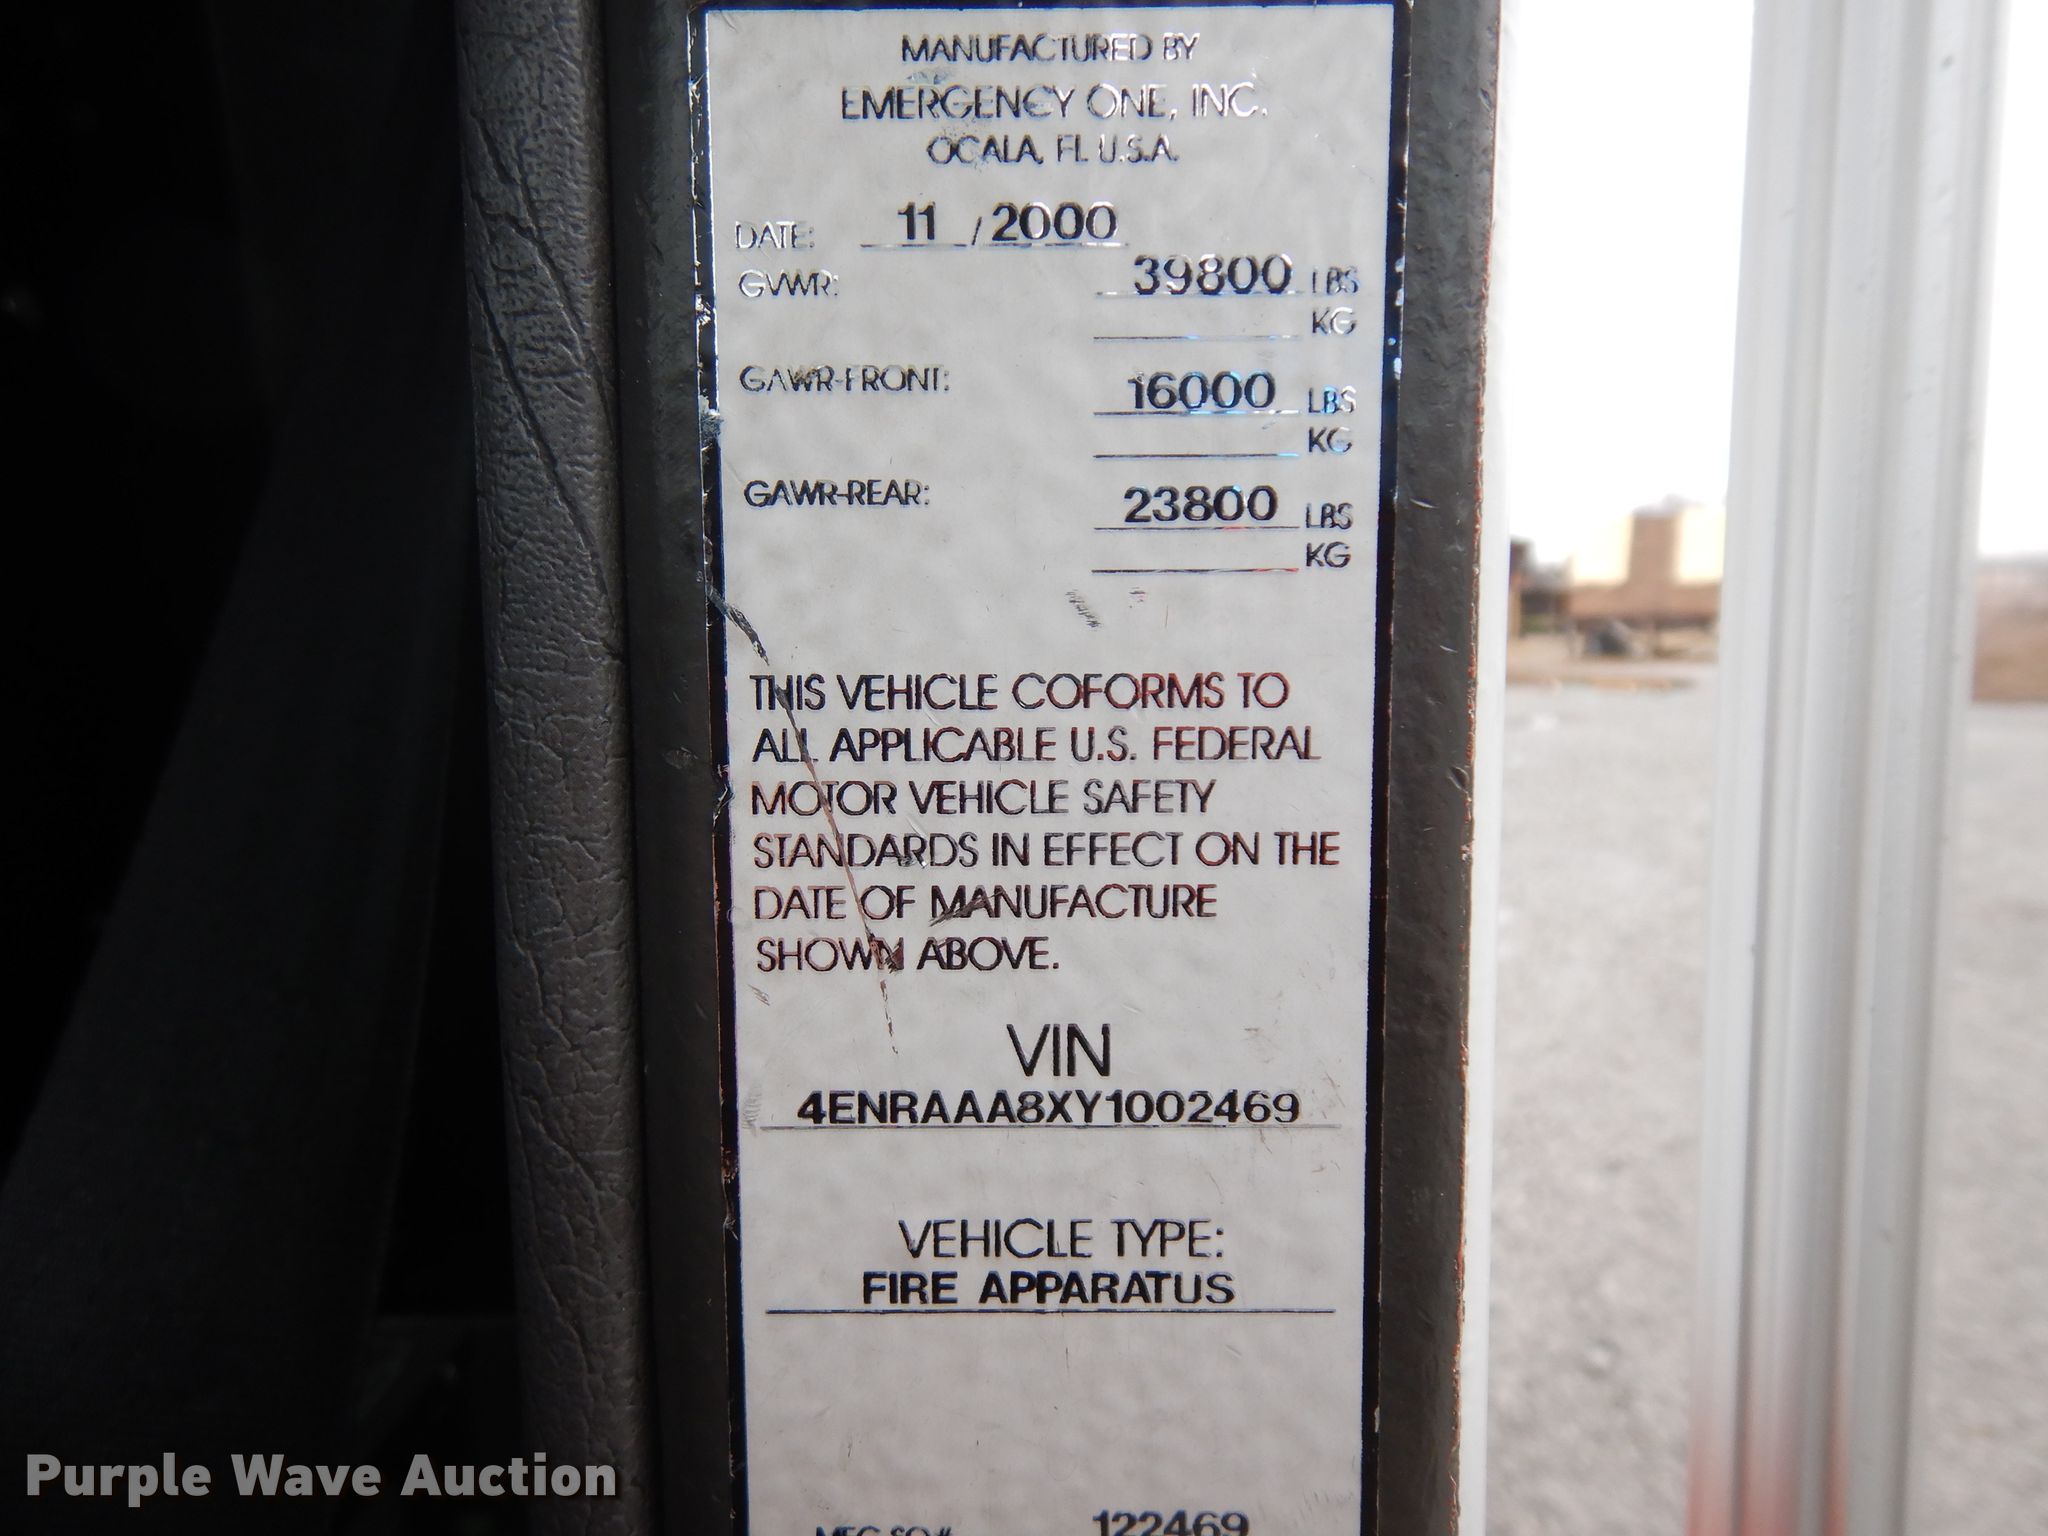 MANUFACTURED BY
EMERGENCY ONE, INC.
OCALA, FL U.S.A.
DATE: 11 / 2000
GVWR: 39800 LBS
KG
GAWR-FRONT: 16000 LBS
KG
GAWR-REAR: 23800 LBS
KG
THIS VEHICLE COFORMS TO
ALL APPLICABLE U.S. FEDERAL
MOTOR VEHICLE SAFETY
STANDARDS IN EFFECT ON THE
DATE OF MANUFACTURE
SHOWN ABOVE.
VIN
4ENRAAA8XY1002469
VEHICLE TYPE:
FIRE APPARATUS
MFG SO# 122469
Purple Wave Auction